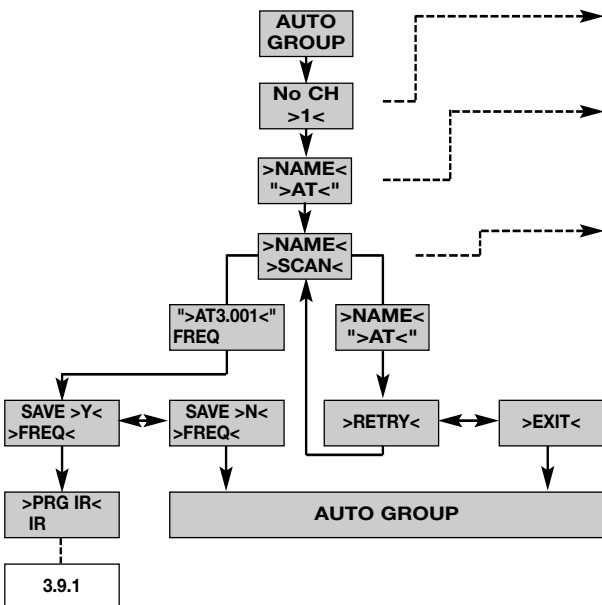 AUTO
GROUP
No CH
>1<
>NAME<
">AT<"
>NAME<
>SCAN<
">AT3.001<"
FREQ
>NAME<
">AT<"
SAVE >Y<
>FREQ<
SAVE >N<
>FREQ<
>RETRY<
>EXIT<
>PRG IR<
IR
AUTO GROUP
3.9.1